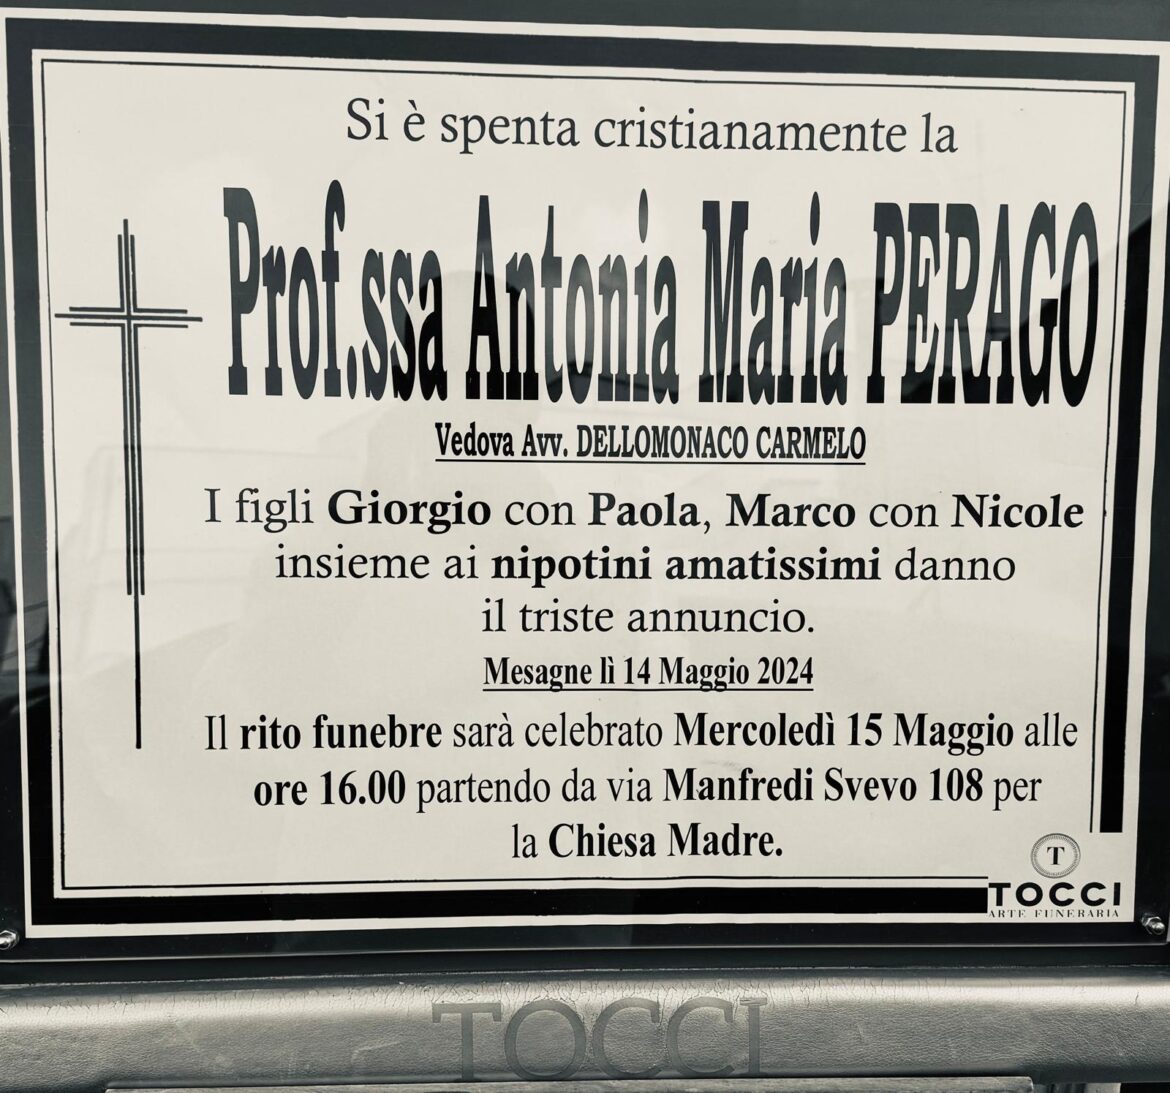 Si è spenta cristianamente la
Prof.ssa Antonia Maria PERAGO
Vedova Avv. DELLOMONACO CARMELO
I figli Giorgio con Paola, Marco con Nicole
insieme ai nipotini amatissimi danno
il triste annuncio.
Mesagne lì 14 Maggio 2024
Il rito funebre sarà celebrato Mercoledì 15 Maggio alle
ore 16.00 partendo da via Manfredi Svevo 108 per
la Chiesa Madre.
T
TOCCI
ARTE FUNERARIA
TOCCI